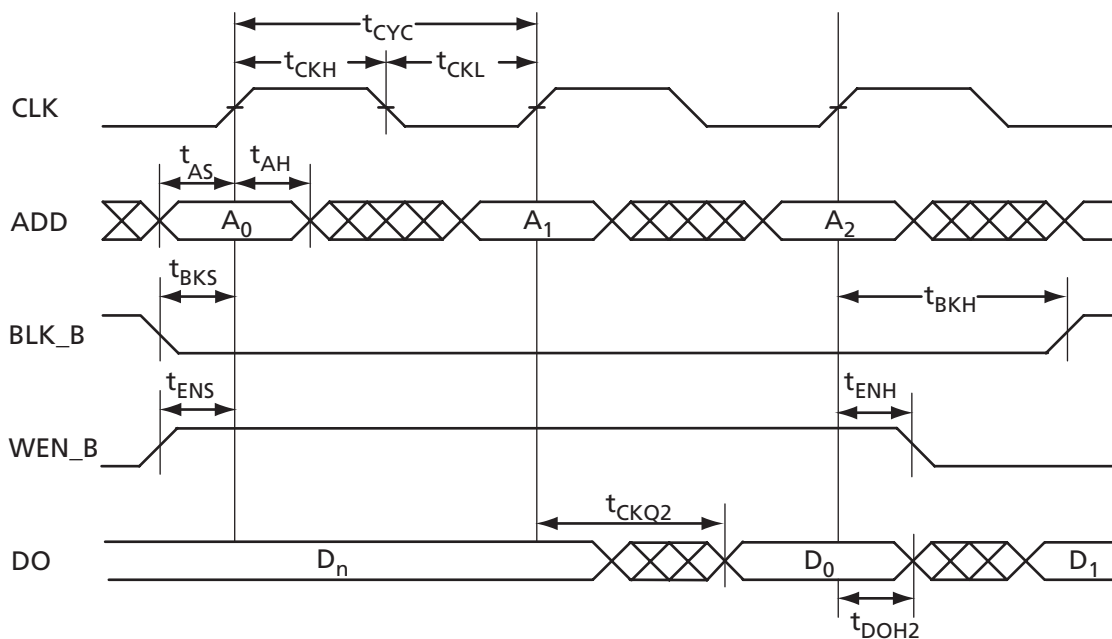 tCYC
tCKH tCKL
CLK
tAS tAH
ADD A0 A1 A2
tBKS tBKH
BLK_B
tENS tENH
WEN_B
tCKQ2
DO Dn D0 D1
tDOH2